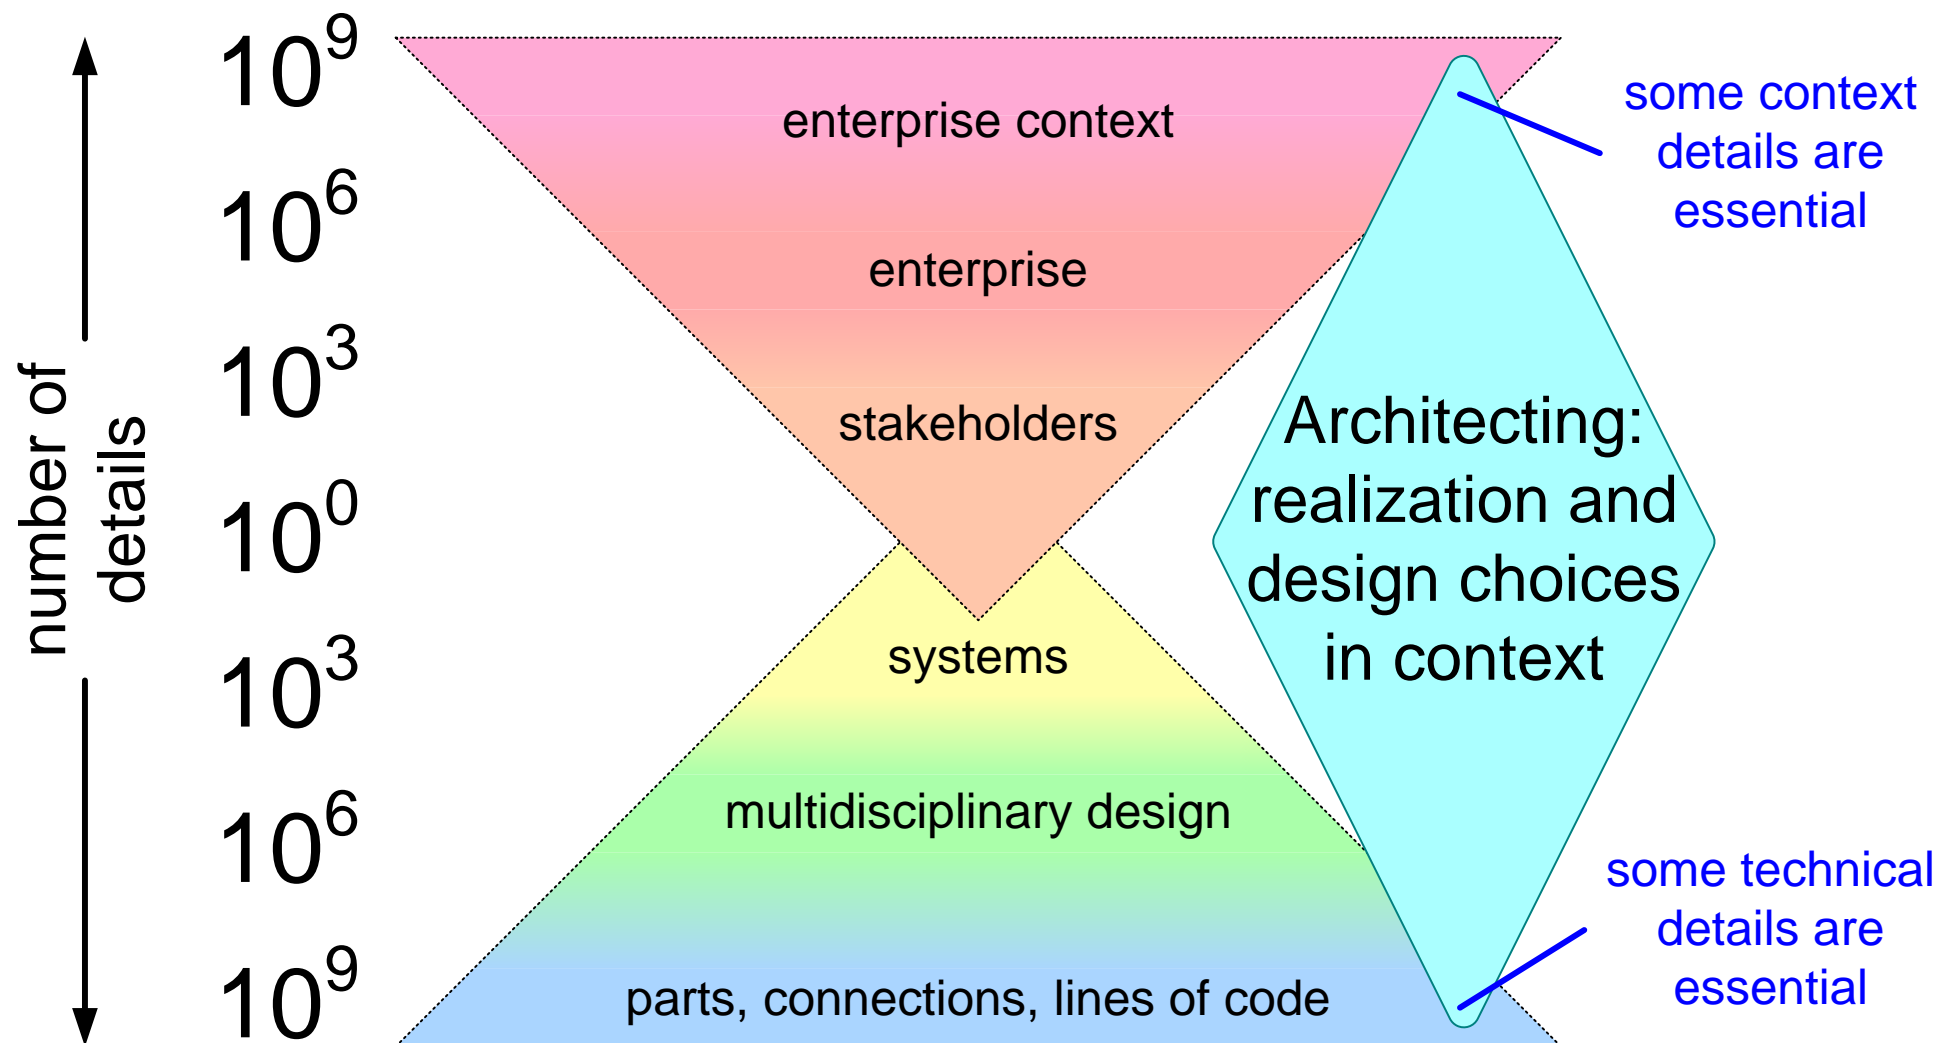 number of
details
10^9
10^6
10^3
10^0
10^3
10^6
10^9
enterprise context
enterprise
stakeholders
systems
multidisciplinary design
parts, connections, lines of code
Architecting:
realization and
design choices
in context
some context
details are
essential
some technical
details are
essential